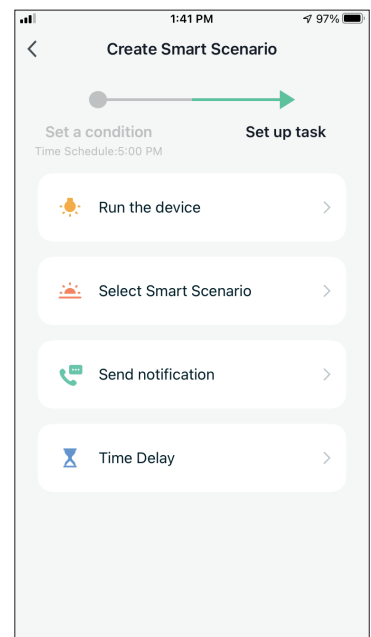 1:41 PM
97%
Create Smart Scenario
Set a condition
Set up task
Time Schedule:5:00 PM
Run the device
Select Smart Scenario
Send notification
Time Delay